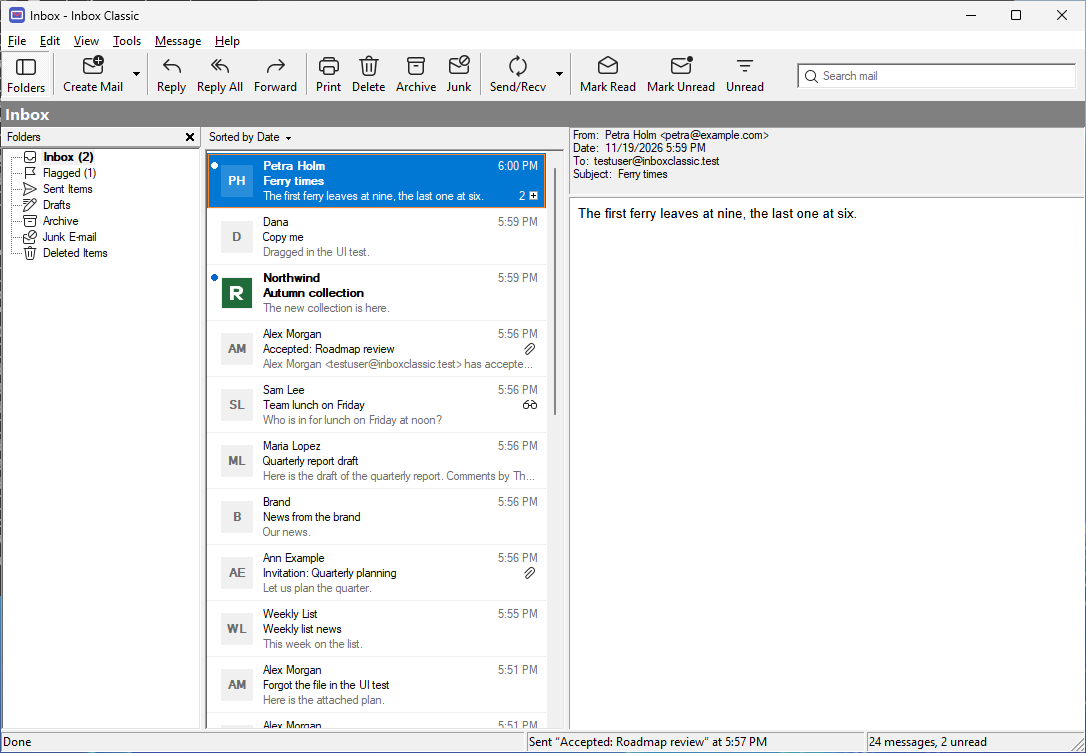 Inbox - Inbox Classic
File Edit View Tools Message Help
Folders Create Mail Reply Reply All Forward Print Delete Archive Junk Send/Recv Mark Read Mark Unread Unread Search mail
Inbox
Folders
Inbox (2)
Flagged (1)
Sent Items
Drafts
Archive
Junk E-mail
Deleted Items
Sorted by Date
PH
Petra Holm 6:00 PM
Ferry times
The first ferry leaves at nine, the last one at six. 2
D
Dana 5:59 PM
Copy me
Dragged in the UI test.
R
Northwind 5:59 PM
Autumn collection
The new collection is here.
AM
Alex Morgan 5:56 PM
Accepted: Roadmap review
Alex Morgan <testuser@inboxclassic.test> has accepte...
SL
Sam Lee 5:56 PM
Team lunch on Friday
Who is in for lunch on Friday at noon?
ML
Maria Lopez 5:56 PM
Quarterly report draft
Here is the draft of the quarterly report. Comments by Th...
B
Brand 5:56 PM
News from the brand
Our news.
AE
Ann Example 5:56 PM
Invitation: Quarterly planning
Let us plan the quarter.
WL
Weekly List 5:55 PM
Weekly list news
This week on the list.
AM
Alex Morgan 5:51 PM
Forgot the file in the UI test
Here is the attached plan.
Alex Morgan 5:51 PM
From: Petra Holm <petra@example.com>
Date: 11/19/2026 5:59 PM
To: testuser@inboxclassic.test
Subject: Ferry times
The first ferry leaves at nine, the last one at six.
Done
Sent “Accepted: Roadmap review” at 5:57 PM
24 messages, 2 unread